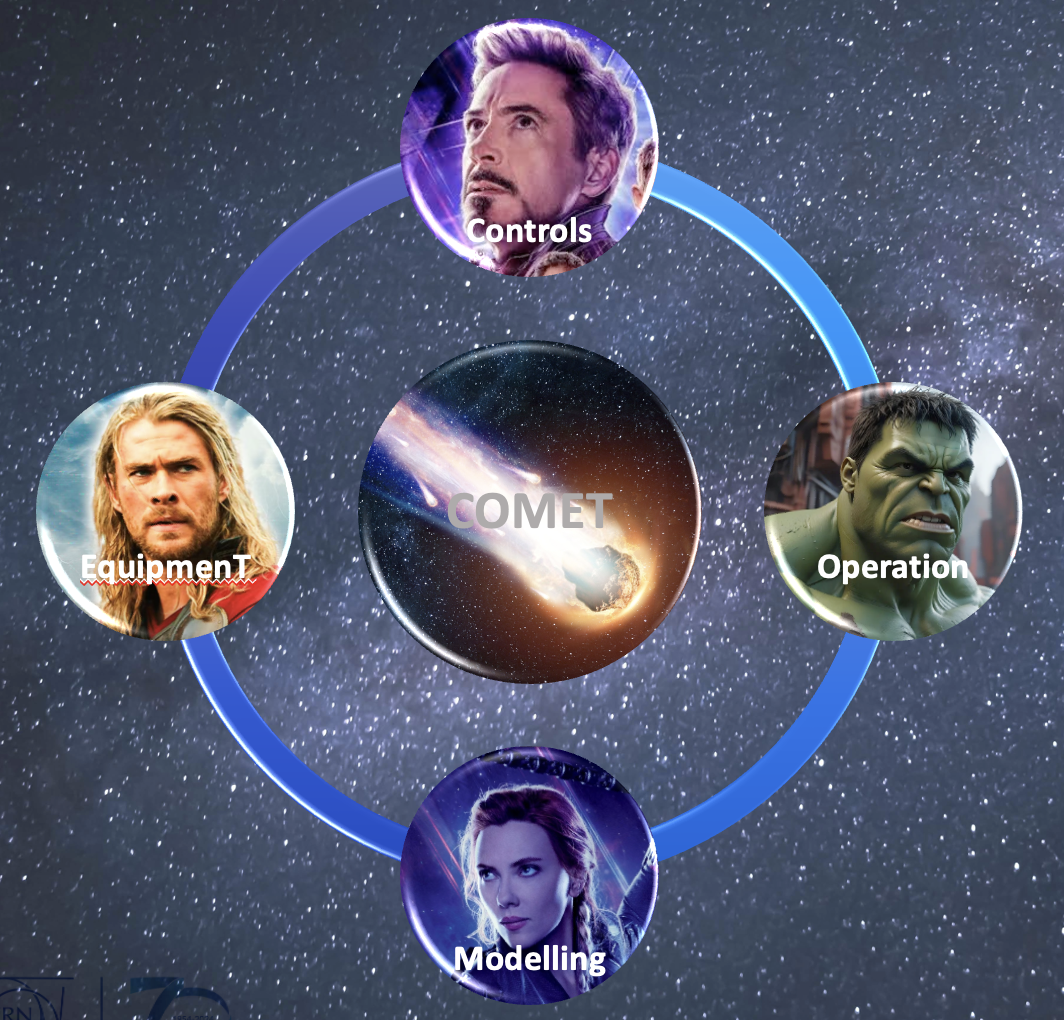 Controls
EquipmenT
COMET
Operation
Modelling